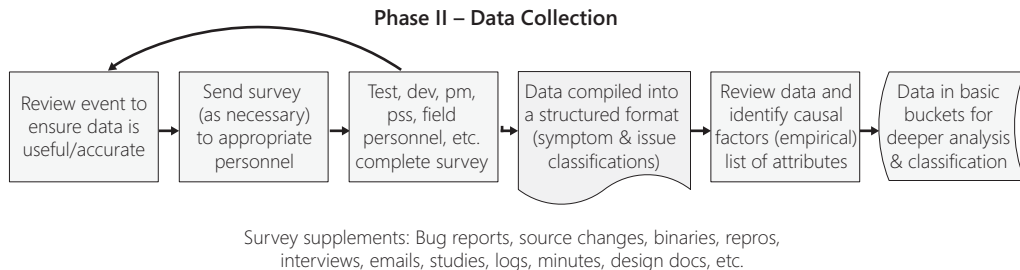 Phase II – Data Collection
Review event to
ensure data is
useful/accurate
Send survey
(as necessary)
to appropriate
personnel
Test, dev, pm,
pss, field
personnel, etc.
complete survey
Data compiled into
a structured format
(symptom & issue
classifications)
Review data and
identify causal
factors (empirical)
list of attributes
Data in basic
buckets for
deeper analysis
& classification
Survey supplements: Bug reports, source changes, binaries, repros,
interviews, emails, studies, logs, minutes, design docs, etc.